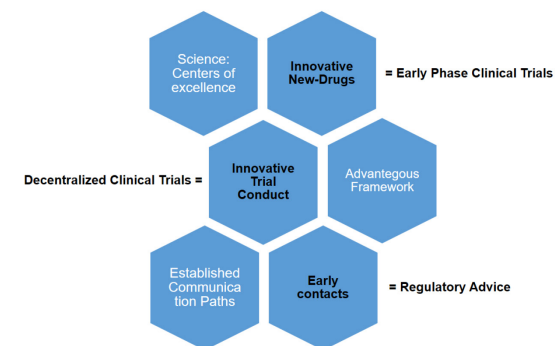 Science:
Centers of
excellence
Innovative
New-Drugs
= Early Phase Clinical Trials
Decentralized Clinical Trials =
Innovative
Trial
Conduct
Advantegous
Framework
Established
Communica
tion Paths
Early
contacts
= Regulatory Advice